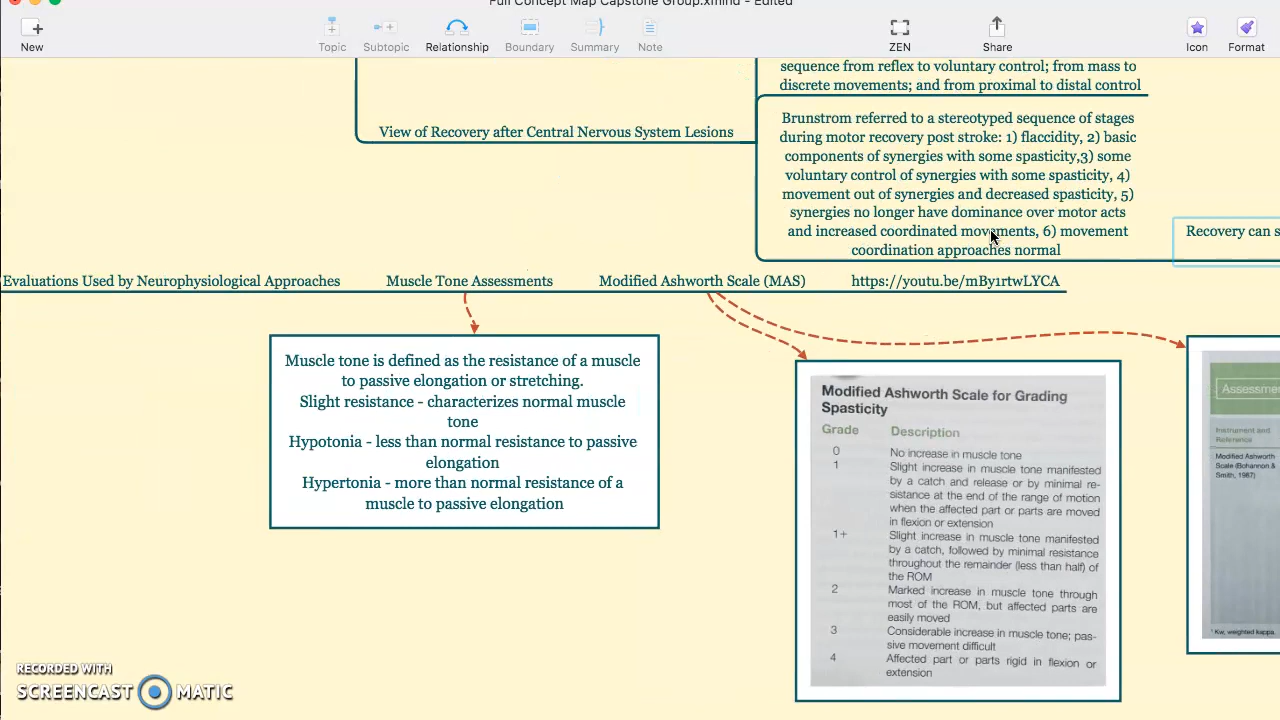 Full Concept Map Capstone Group.xmind - Edited
New
Topic
Subtopic
Relationship
Boundary
Summary
Note
ZEN
Share
Icon
Format
sequence from reflex to voluntary control; from mass to
discrete movements; and from proximal to distal control
View of Recovery after Central Nervous System Lesions
Brunstrom referred to a stereotyped sequence of stages
during motor recovery post stroke: 1) flaccidity, 2) basic
components of synergies with some spasticity,3) some
voluntary control of synergies with some spasticity, 4)
movement out of synergies and decreased spasticity, 5)
synergies no longer have dominance over motor acts
and increased coordinated movements, 6) movement
coordination approaches normal
Recovery can s
Evaluations Used by Neurophysiological Approaches
Muscle Tone Assessments
Modified Ashworth Scale (MAS)
https://youtu.be/mBy1rtwLYCA
Muscle tone is defined as the resistance of a muscle
to passive elongation or stretching.
Slight resistance - characterizes normal muscle
tone
Hypotonia - less than normal resistance to passive
elongation
Hypertonia - more than normal resistance of a
muscle to passive elongation
Modified Ashworth Scale for Grading
Spasticity
Grade Description
0 No increase in muscle tone
1 Slight increase in muscle tone manifested
by a catch and release or by minimal re-
sistance at the end of the range of motion
when the affected part or parts are moved
in flexion or extension
1+ Slight increase in muscle tone manifested
by a catch, followed by minimal resistance
throughout the remainder (less than half) of
the ROM
2 Marked increase in muscle tone through
most of the ROM, but affected parts are
easily moved
3 Considerable increase in muscle tone; pas-
sive movement difficult
4 Affected part or parts rigid in flexion or
extension
Assessme
Instrument and
Reference
Modified Ashworth
Scale (Bohannon &
Smith, 1987)
Kw, weighted kappa.
RECORDED WITH
SCREENCAST MATIC